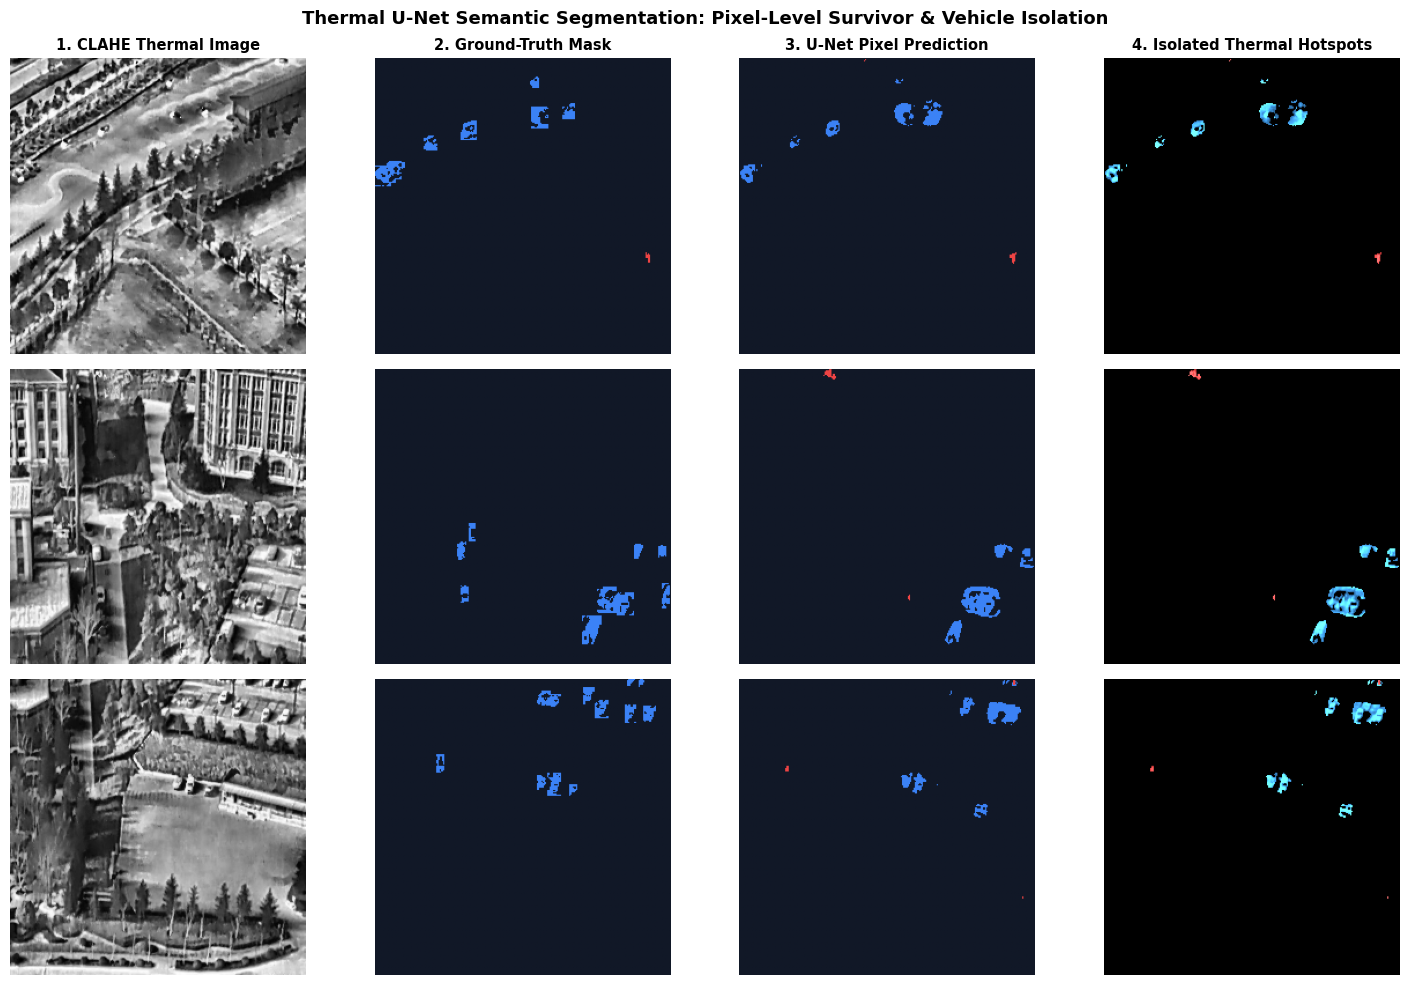 Thermal U-Net Semantic Segmentation: Pixel-Level Survivor & Vehicle Isolation
1. CLAHE Thermal Image
2. Ground-Truth Mask
3. U-Net Pixel Prediction
4. Isolated Thermal Hotspots